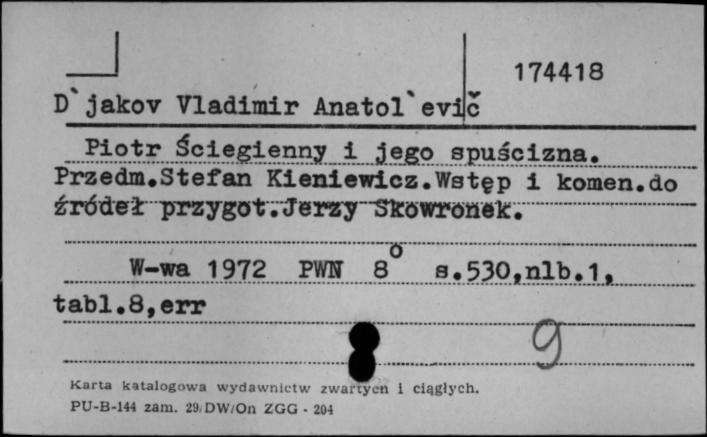 174418
D`jakov Vladimir Anatol`evič
Piotr Ściegienny i jego spuścizna.
Przedm.Stefan Kieniewicz.Wstęp i komen.do
źródeł przygot.Jerzy Skowronek.
W-wa 1972 PWN 8° s.530,nlb.1,
tabl.8,err
9
Karta katalogowa wydawnictw zwartych i ciągłych.
PU-B-144 zam. 29/DW/On ZGG - 204